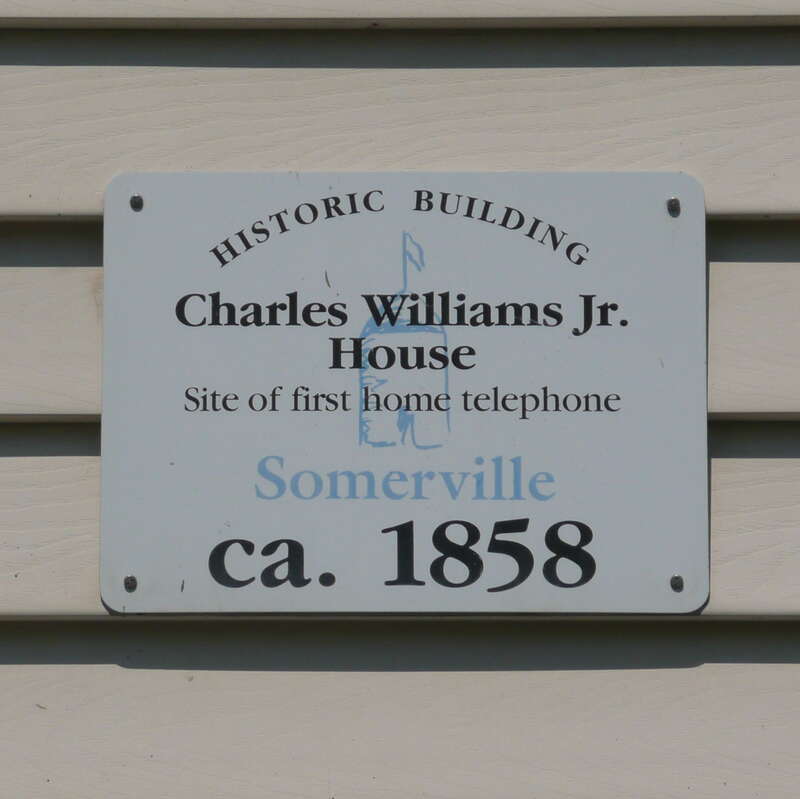 HISTORIC BUILDING
Charles Williams Jr.
House
Site of first home telephone
Somerville
ca. 1858